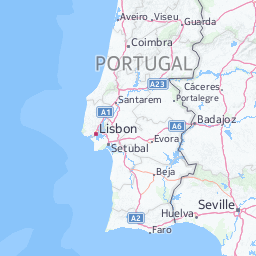 Aveiro
Viseu
Guarda
Coimbra
PORTUGAL
A23
Cáceres
Portalegre
A1
Santarem
Lisbon
A6
Badajoz
Setubal
Evora
Beja
A2
Huelva
Seville
Faro